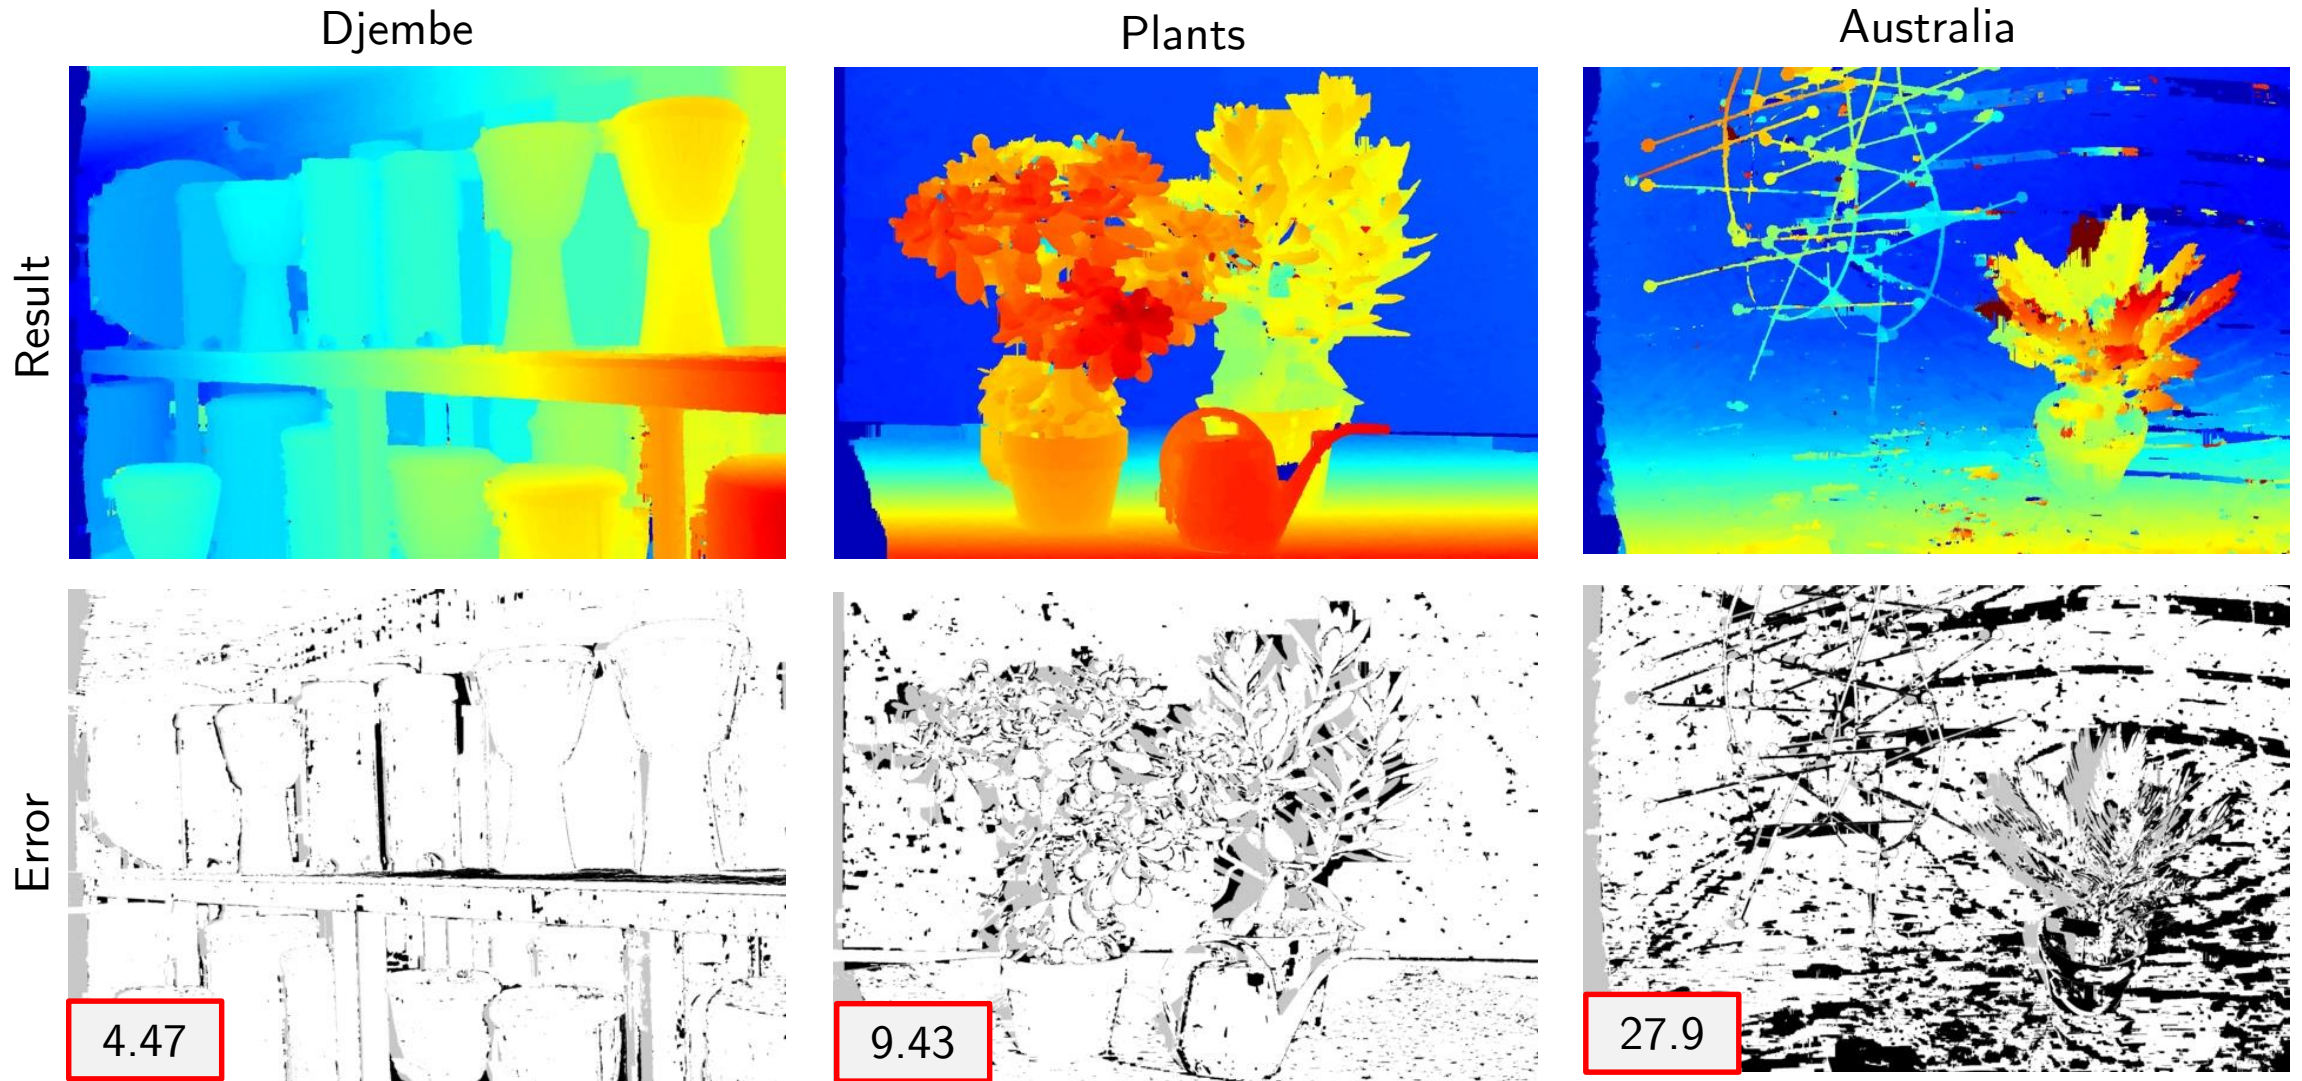 Djembe
Plants
Australia
Result
Error
4.47
9.43
27.9